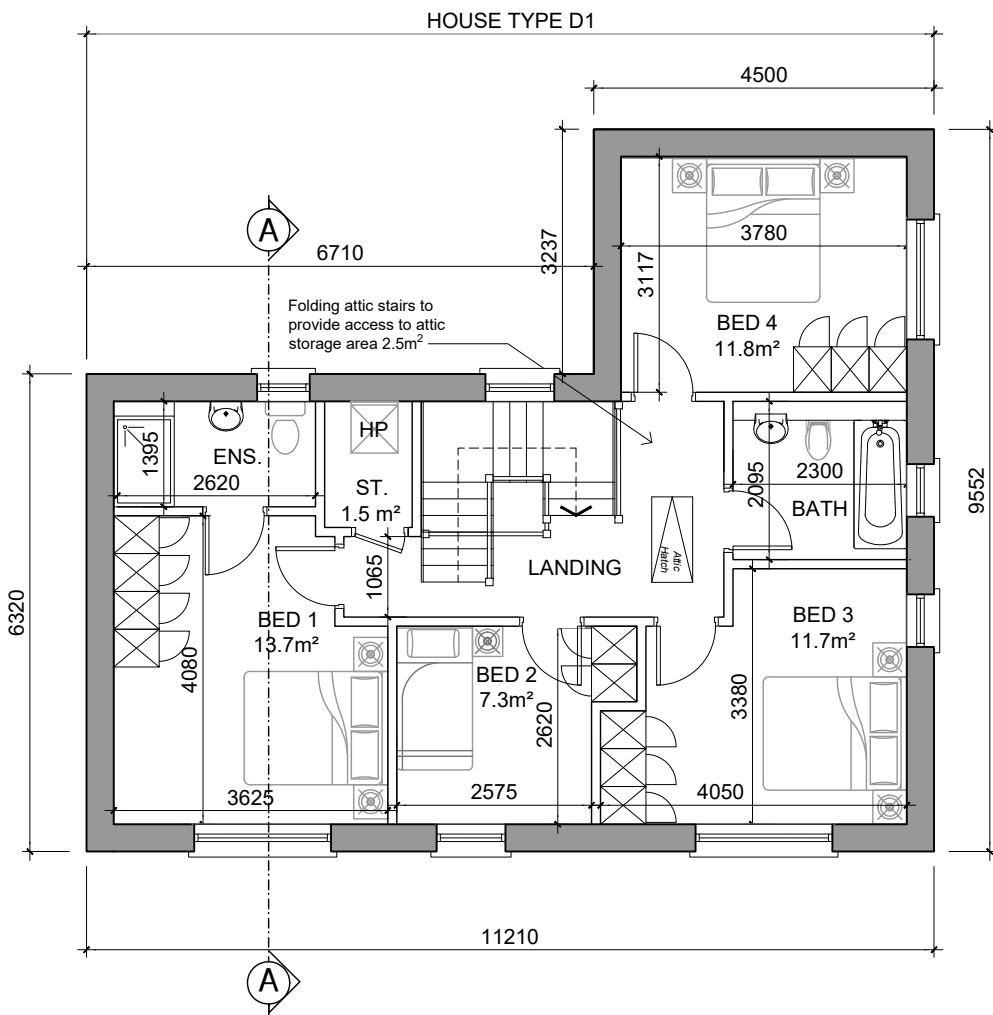 HOUSE TYPE D1
4500
A
6710
3237
3780
3117
Folding attic stairs to
provide access to attic
storage area 2.5m²
BED 4
11.8m²
HP
ENS.
1395
2620
ST.
1.5 m²
2095
2300
BATH
9552
LANDING
Attic
Hatch
1065
6320
BED 1
13.7m²
4080
BED 2
7.3m²
2620
BED 3
11.7m²
3380
3625
2575
4050
11210
A